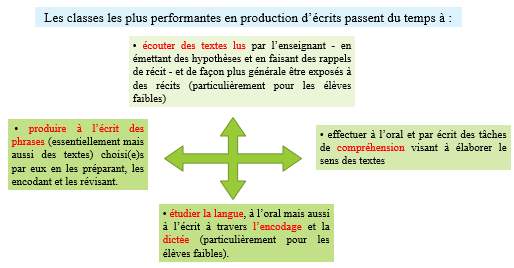 Les classes les plus performantes en production d'écrits passent du temps à :
• écouter des textes lus par l'enseignant - en
émettant des hypothèses et en faisant des rappels
de récit - et de façon plus générale être exposés à
des récits (particulièrement pour les élèves
faibles)
• produire à l'écrit des
phrases (essentiellement mais
aussi des textes) choisi(e)s
par eux en les préparant, les
encodant et les révisant.
• effectuer à l'oral et par écrit des tâches
de compréhension visant à élaborer le
sens des textes
• étudier la langue, à l'oral mais aussi
à l'écrit à travers l'encodage et la
dictée (particulièrement pour les
élèves faibles).